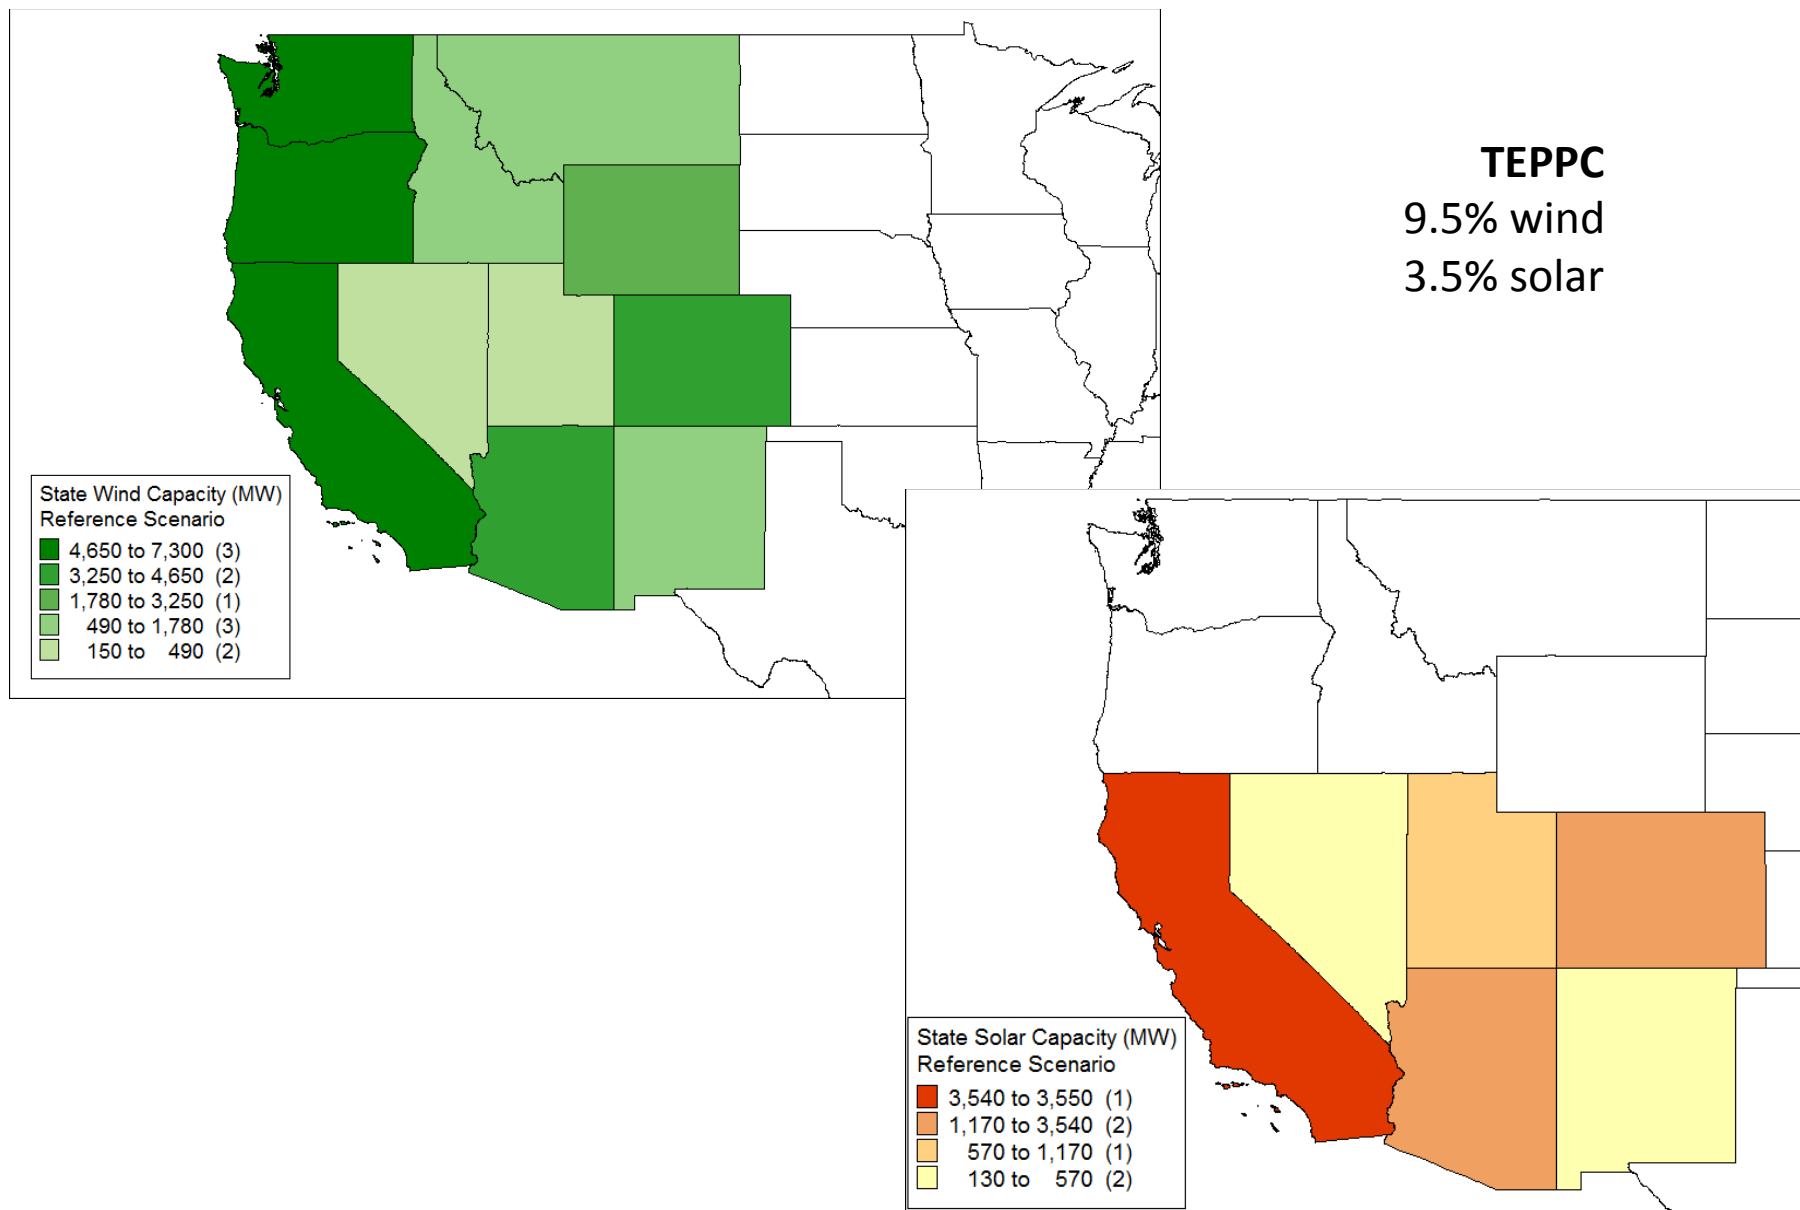 TEPPC
9.5% wind
3.5% solar
State Wind Capacity (MW)
Reference Scenario
4,650 to 7,300 (3)
3,250 to 4,650 (2)
1,780 to 3,250 (1)
490 to 1,780 (3)
150 to 490 (2)
State Solar Capacity (MW)
Reference Scenario
3,540 to 3,550 (1)
1,170 to 3,540 (2)
570 to 1,170 (1)
130 to 570 (2)